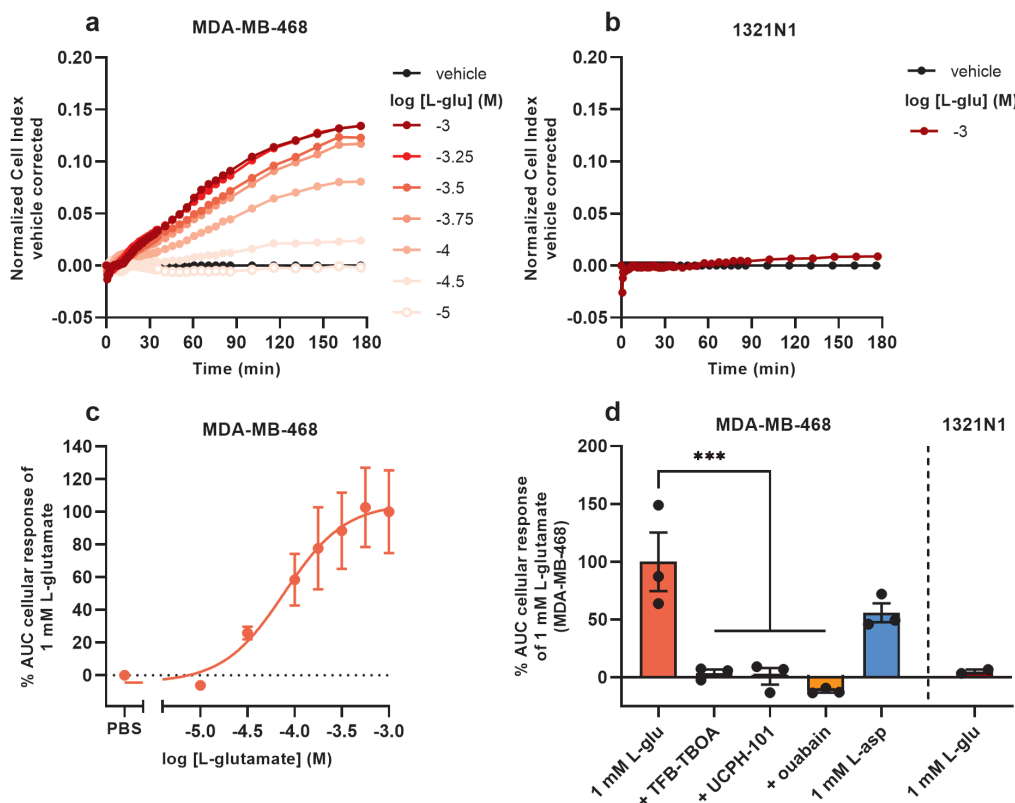 a
MDA-MB-468
Normalized Cell Index
vehicle corrected
0.20
0.15
0.10
0.05
0.00
-0.05
0 30 60 90 120 150 180
Time (min)
vehicle
log [L-glu] (M)
-3
-3.25
-3.5
-3.75
-4
-4.5
-5
b
1321N1
Normalized Cell Index
vehicle corrected
0.20
0.15
0.10
0.05
0.00
-0.05
0 30 60 90 120 150 180
Time (min)
vehicle
log [L-glu] (M)
-3
c
MDA-MB-468
% AUC cellular response of
1 mM L-glutamate
140
120
100
80
60
40
20
0
PBS -5.0 -4.5 -4.0 -3.5 -3.0
log [L-glutamate] (M)
d
MDA-MB-468 1321N1
% AUC cellular response
of 1 mM L-glutamate
(MDA-MB-468)
200
150
100
50
0
***
1 mM L-glu
+ TFB-TBOA
+ UCPH-101
+ ouabain
1 mM L-asp
1 mM L-glu